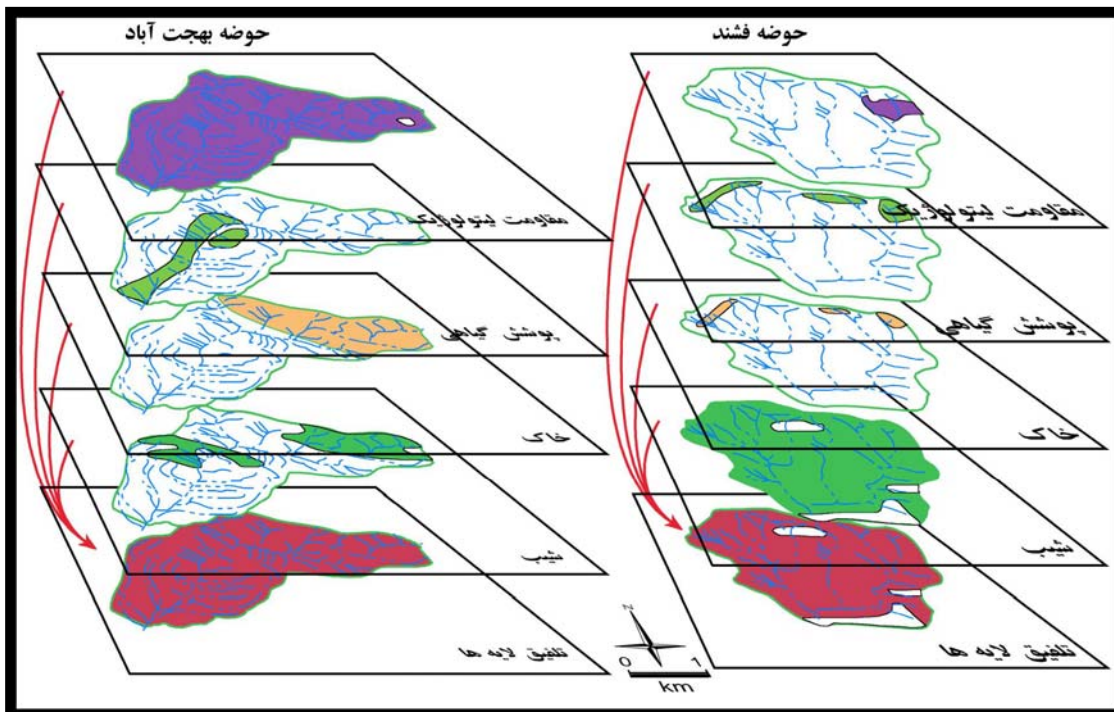 حوضه فشند
حوضه بهجت آباد
مقاومت لیتولوژیک
پوشش گیاهی
خاک
شیب
تلفیق لایه ها
مقاومت لیتولوژیک
پوشش گیاهی
خاک
شیب
تلفیق لایه ها
N
0 1
km